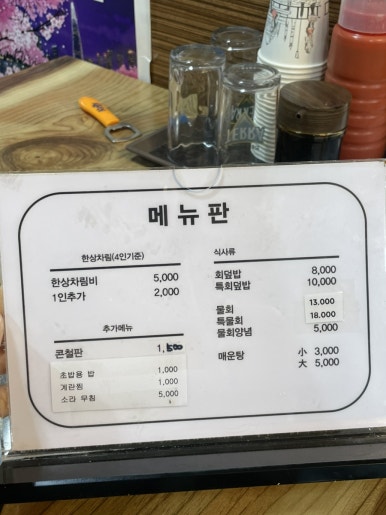 메뉴판
한상차림(4인기준)
한상차림비 5,000
1인추가 2,000
추가메뉴
콘철판 1,500
초밥용 밥 1,000
계란원 1,000
소라 무침 5,000
식사류
회덮밥 8,000
특회덮밥 10,000
물회 13,000
특물회 18,000
물회양념 5,000
매운탕 小 3,000
大 5,000